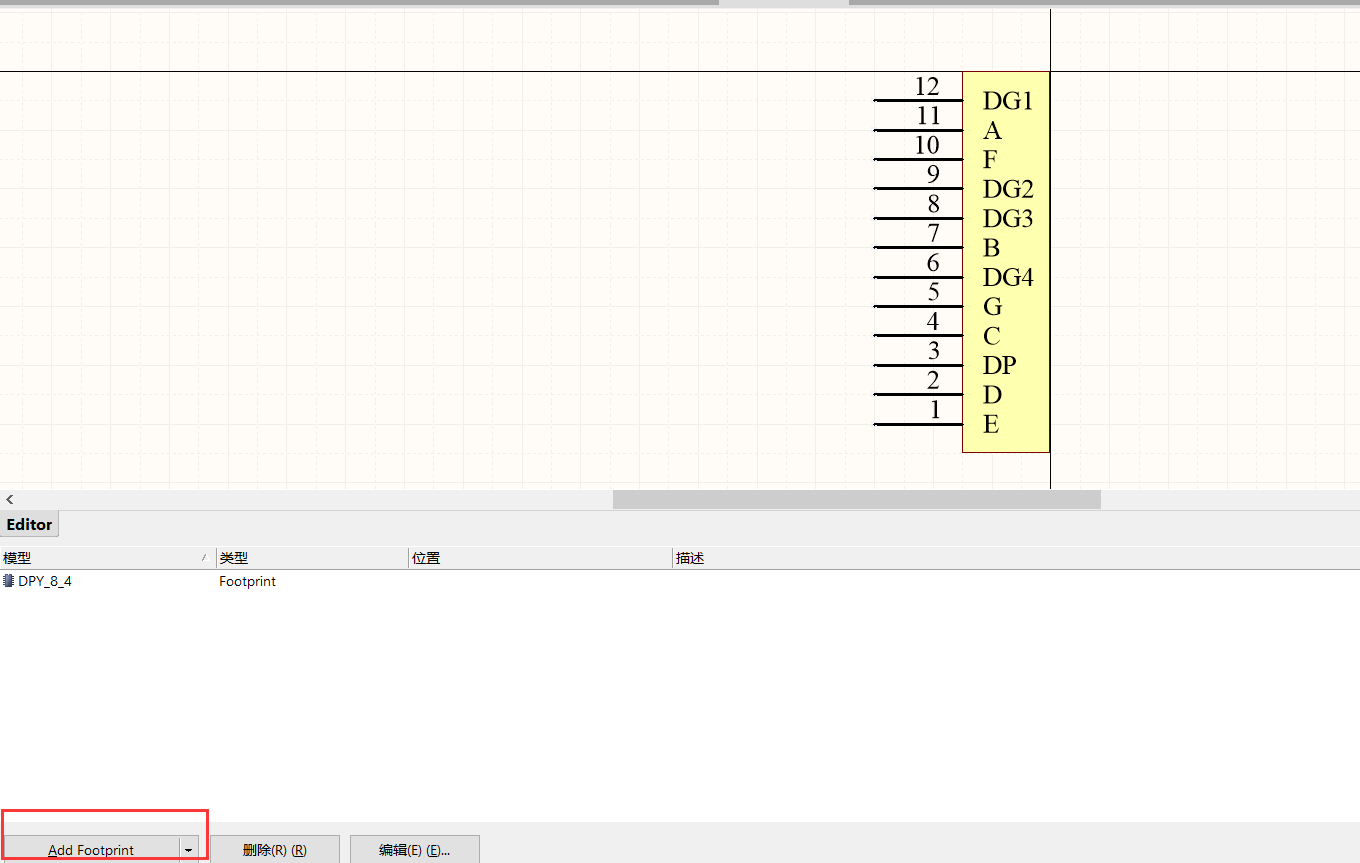 12 DG1
11 A
10 F
9 DG2
8 DG3
7 B
6 DG4
5 G
4 C
3 DP
2 D
1 E
Editor
模型 类型 位置 描述
DPY_8_4 Footprint
Add Footprint 删除(R) (R) 编辑(E) (E)...